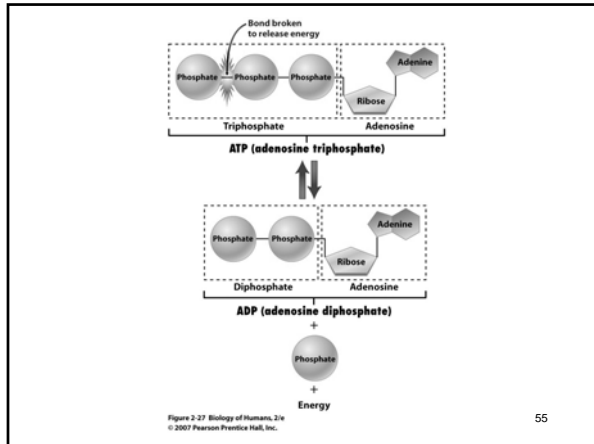 Bond broken
to release energy
Phosphate Phosphate Phosphate
Adenine
Ribose
Triphosphate Adenosine
ATP (adenosine triphosphate)
Phosphate Phosphate
Adenine
Ribose
Diphosphate Adenosine
ADP (adenosine diphosphate)
+
Phosphate
+
Energy
Figure 2-27 Biology of Humans, 2/e
© 2007 Pearson Prentice Hall, Inc.
55